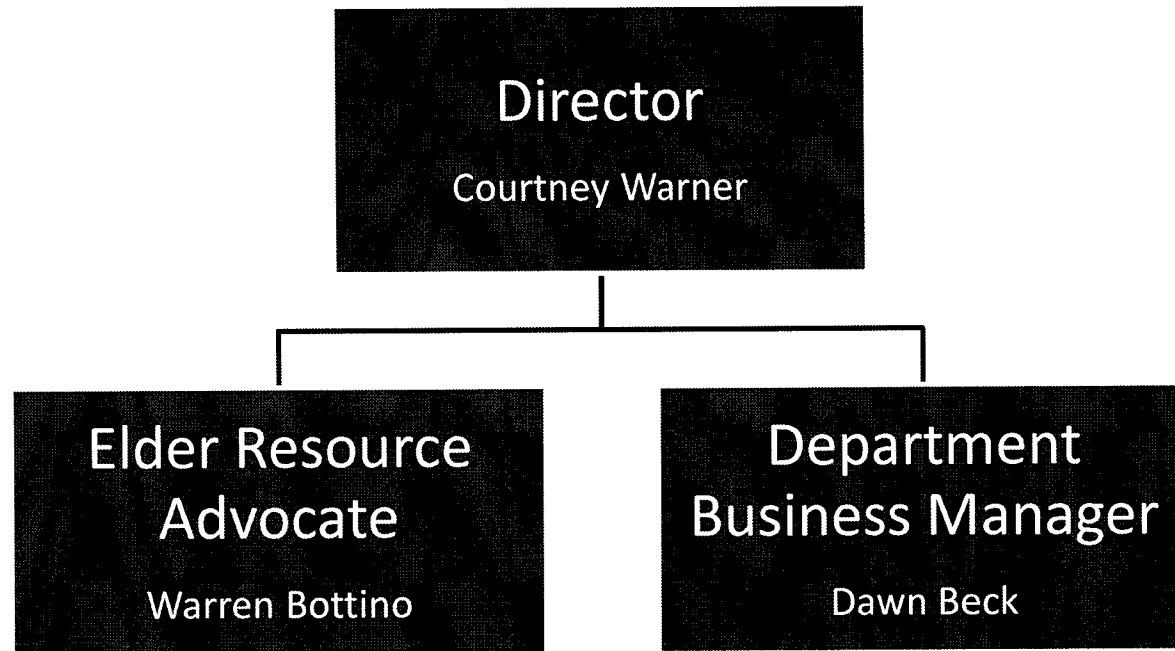 Director
Courtney Warner
Elder Resource
Advocate
Warren Bottino
Department
Business Manager
Dawn Beck